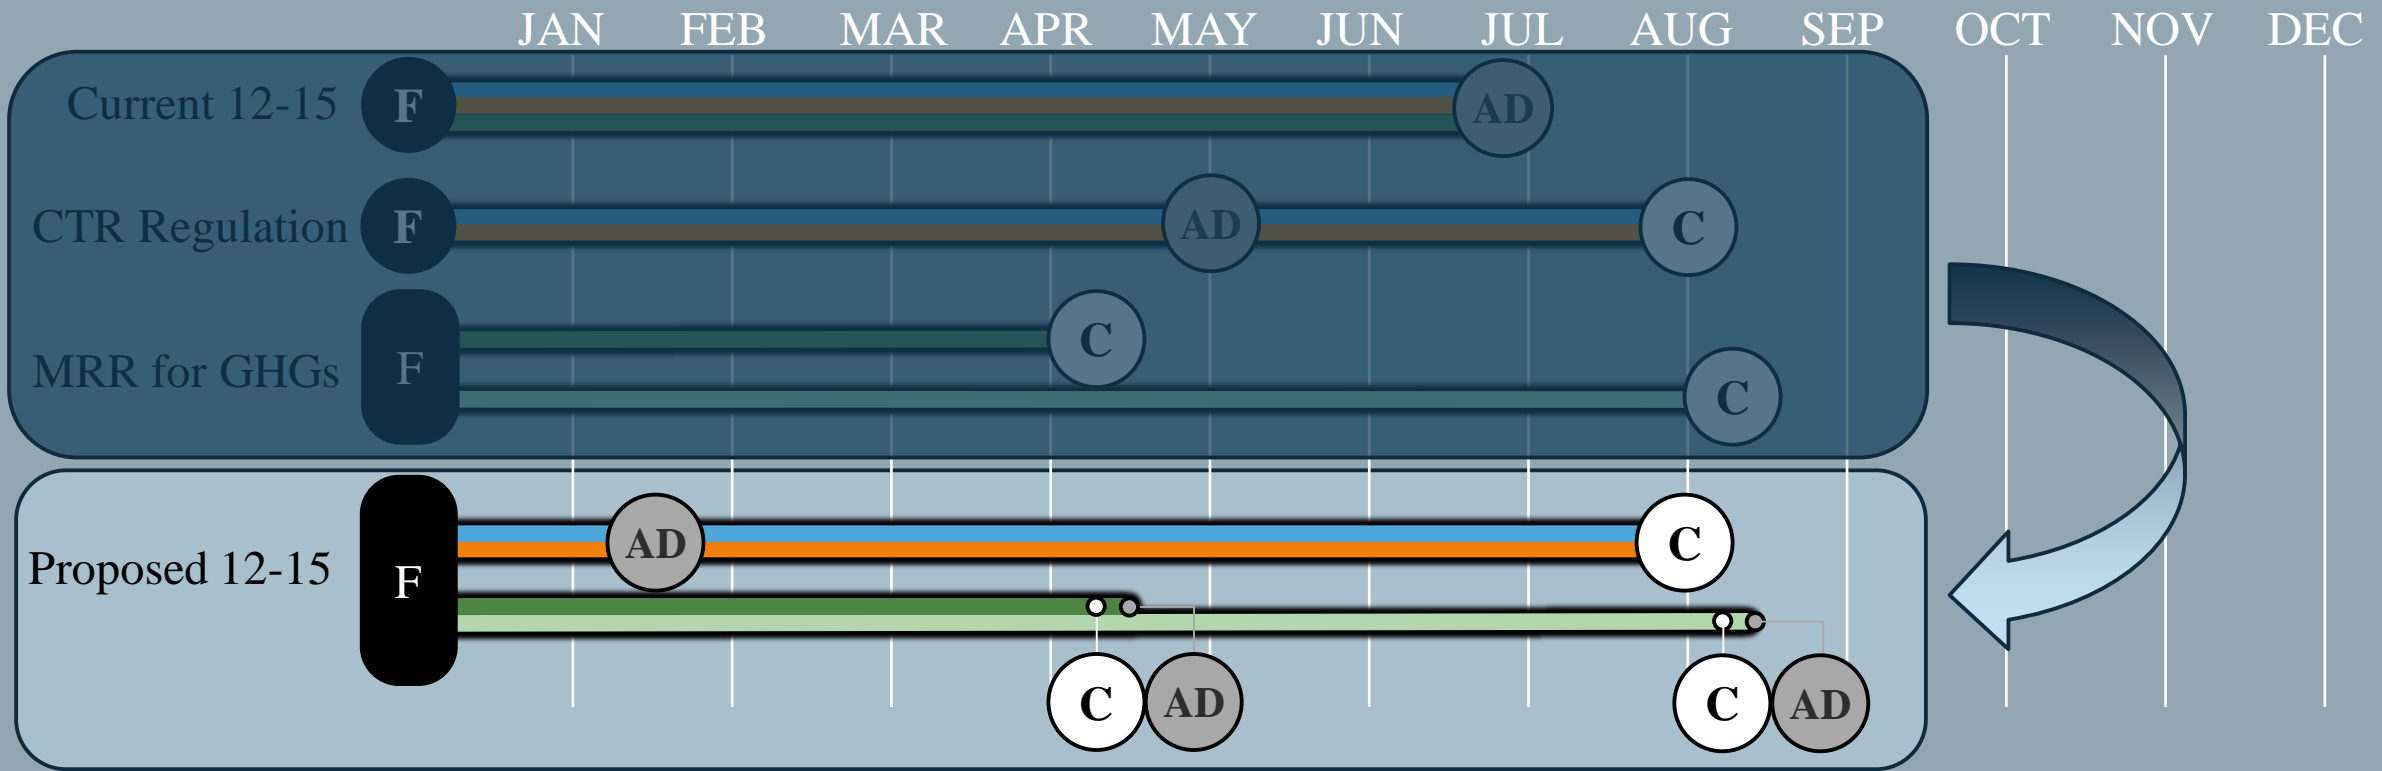 JAN FEB MAR APR MAY JUN JUL AUG SEP OCT NOV DEC
Current 12-15 F AD
CTR Regulation F AD C
C
MRR for GHGs F
C
AD C
Proposed 12-15 F
C AD C AD